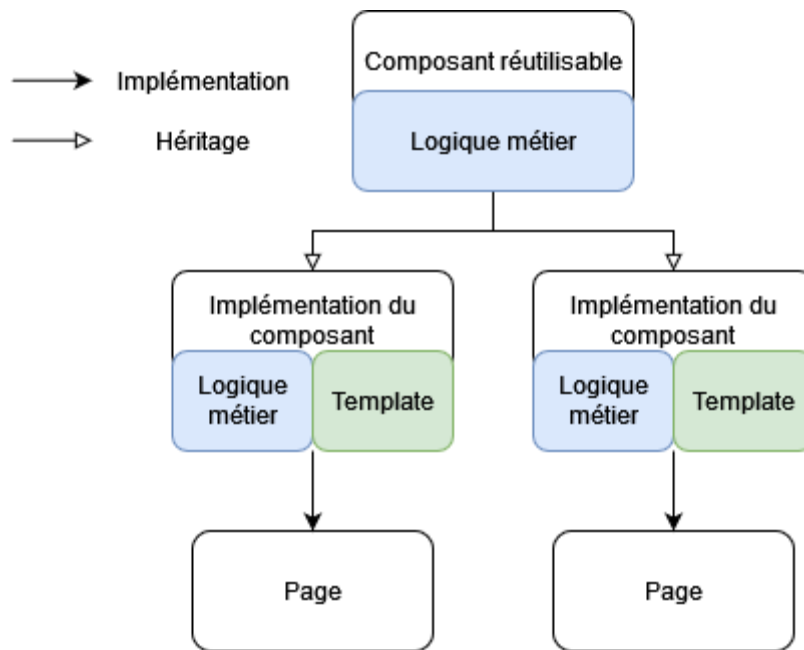 Composant réutilisable
Implémentation
Logique métier
Héritage
Implémentation du
composant
Implémentation du
composant
Logique
métier
Template
Logique
métier
Template
Page
Page